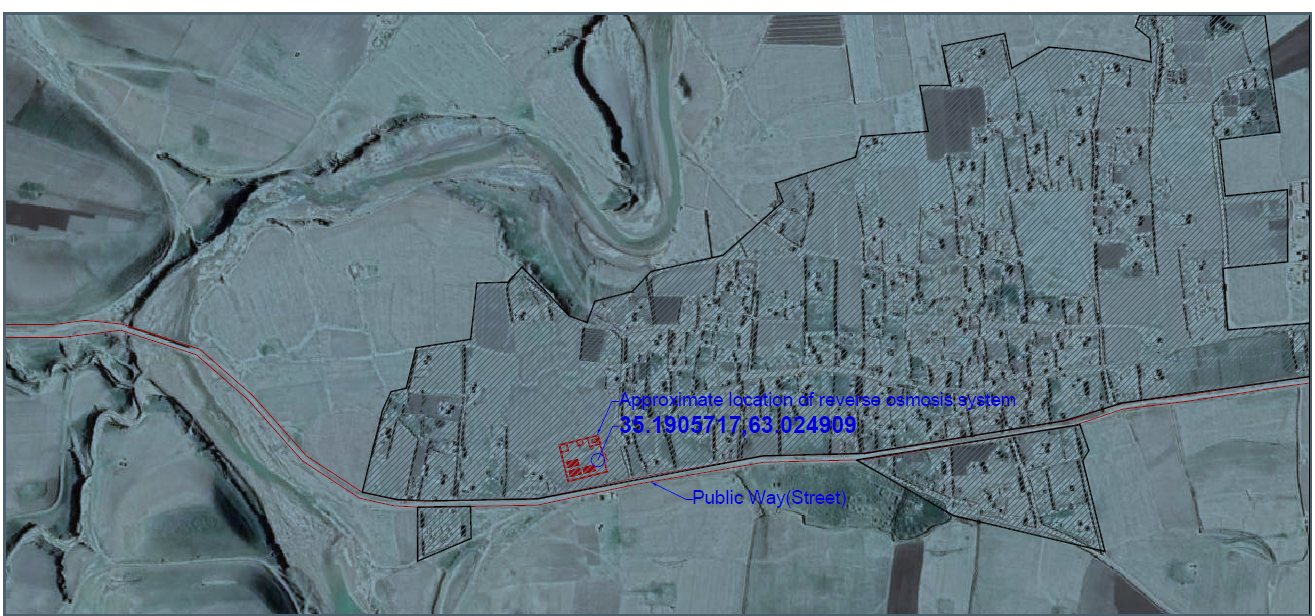 Approximate location of reverse osmosis system
35.1905717,63.024909
Public Way(Street)